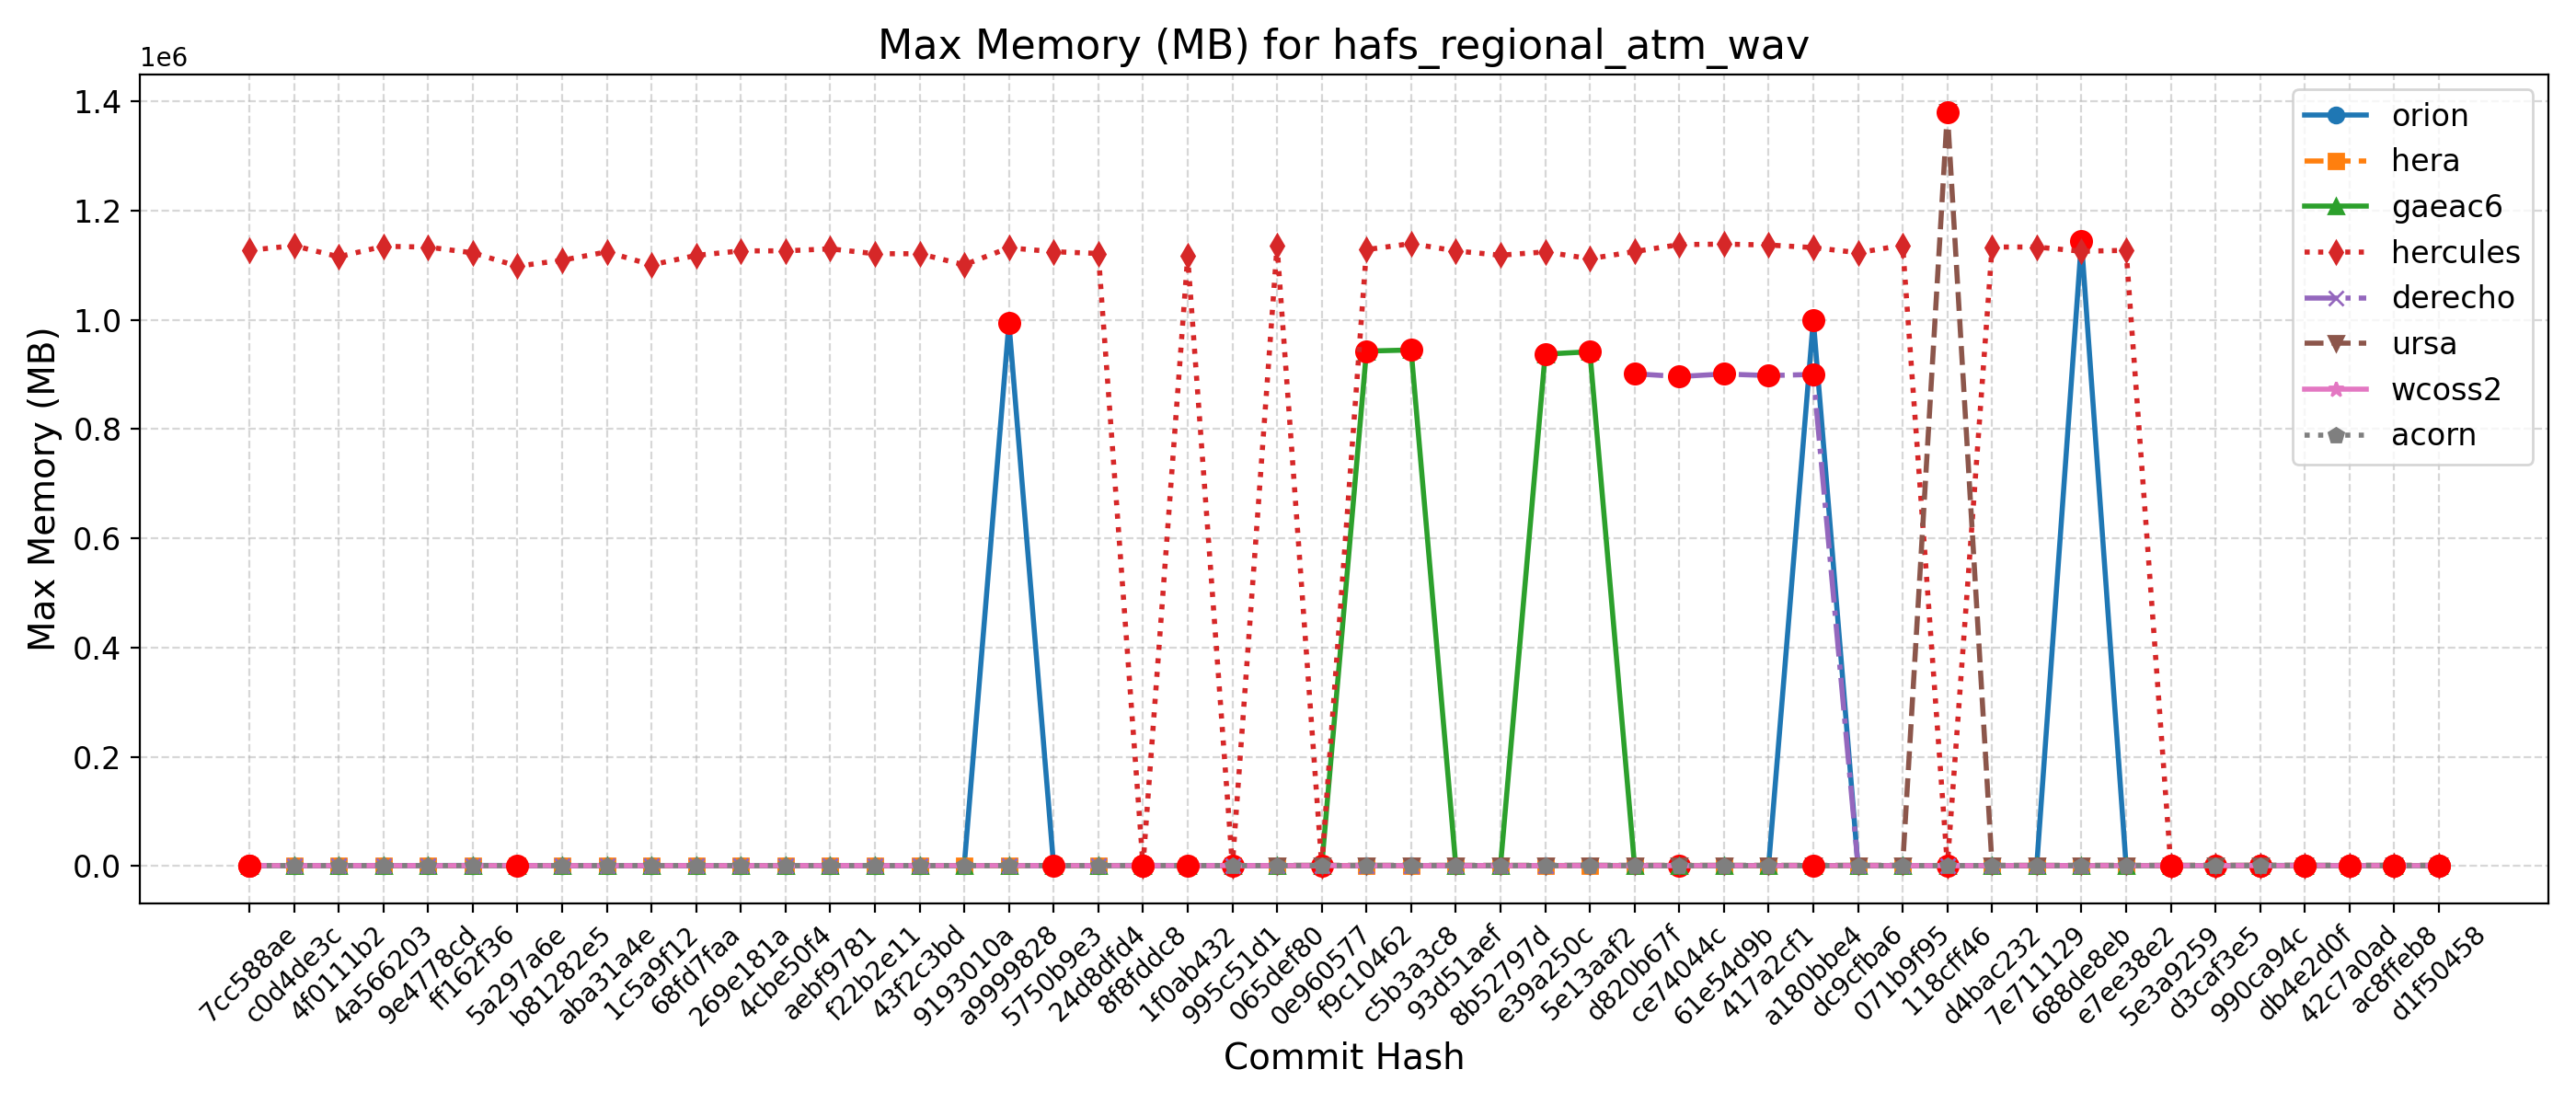 Max Memory (MB) for hafs_regional_atm_wav
1e6
1.4
1.2
1.0
0.8
0.6
0.4
0.2
0.0
Max Memory (MB)
orion
hera
gaeac6
hercules
derecho
ursa
wcoss2
acorn
7cc588ae
c0d4de3c
4f0111b2
4a566203
9e4778cd
ff162f36
5a297a6e
b81282e5
aba31a4e
1c5a9f12
68fd7faa
269e181a
4cbe50f4
aebf9781
f22b2e11
43f2c3bd
9193010a
a9999828
5750b9e3
24d8dfd4
8f8fddc8
1f0ab432
995c51d1
065def80
0e960577
f9c10462
c5b3a3c8
93d51aef
8b52797d
e39a250c
5e13aaf2
d820b67f
ce74044c
61e54d9b
417a2cf1
a180bbe4
dc9cfba6
071b9f95
118cff46
d4bac232
7e711129
688de8eb
e7ee38e2
5e3a9259
d3caf3e5
990ca94c
db4e2d0f
42c7a0ad
ac8ffeb8
d1f50458
Commit Hash